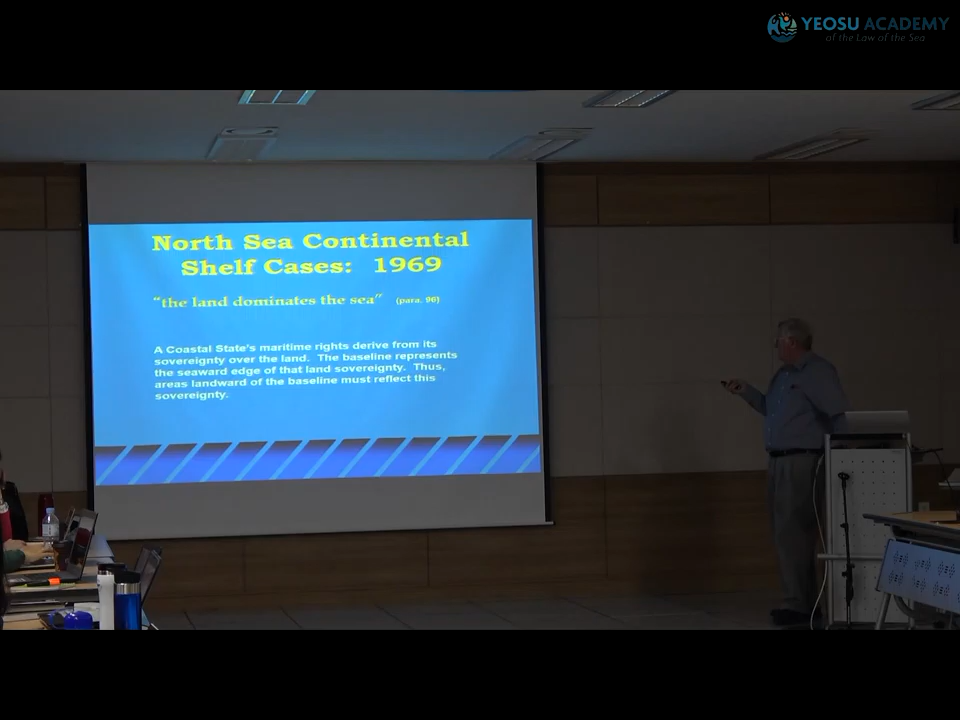 YEOSU ACADEMY
of the Law of the Sea
North Sea Continental
Shelf Cases: 1969
“the land dominates the sea” (para. 96)
A Coastal State's maritime rights derive from its
sovereignty over the land. The baseline represents
the seaward edge of that land sovereignty. Thus,
areas landward of the baseline must reflect this
sovereignty.